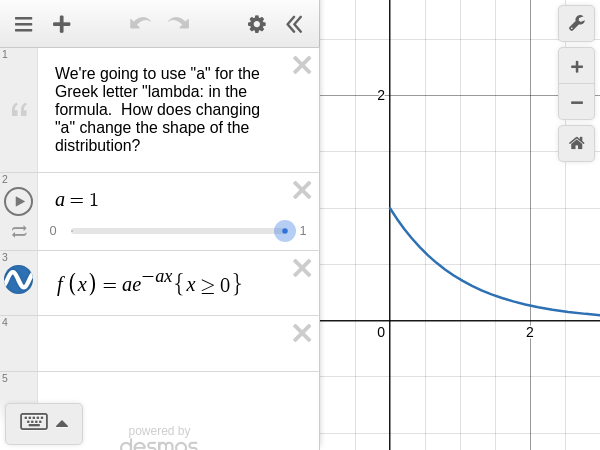 1
We're going to use "a" for the
Greek letter "lambda: in the
formula.  How does changing
"a" change the shape of the
distribution?
2
a = 1
0
1
3
f (x) = ae^{−ax}{x ≥ 0}
4
5
powered by
desmos
2
0
2